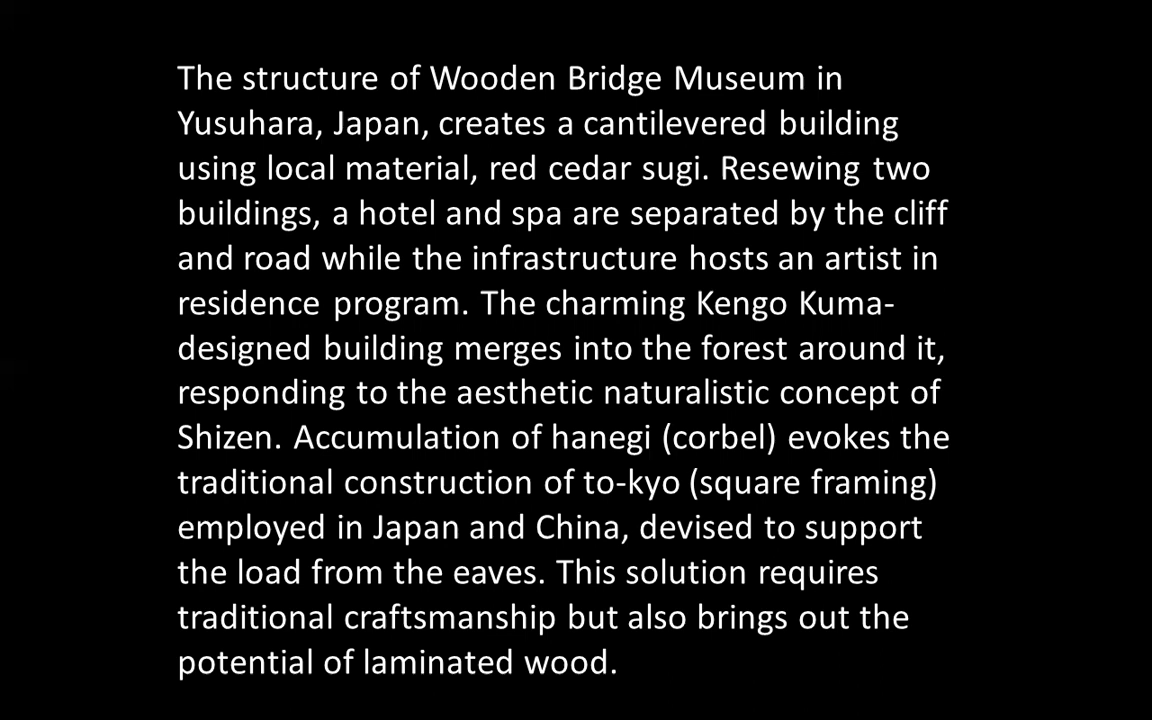 The structure of Wooden Bridge Museum in
Yusuhara, Japan, creates a cantilevered building
using local material, red cedar sugi. Resewing two
buildings, a hotel and spa are separated by the cliff
and road while the infrastructure hosts an artist in
residence program. The charming Kengo Kuma-
designed building merges into the forest around it,
responding to the aesthetic naturalistic concept of
Shizen. Accumulation of hanegi (corbel) evokes the
traditional construction of to-kyo (square framing)
employed in Japan and China, devised to support
the load from the eaves. This solution requires
traditional craftsmanship but also brings out the
potential of laminated wood.